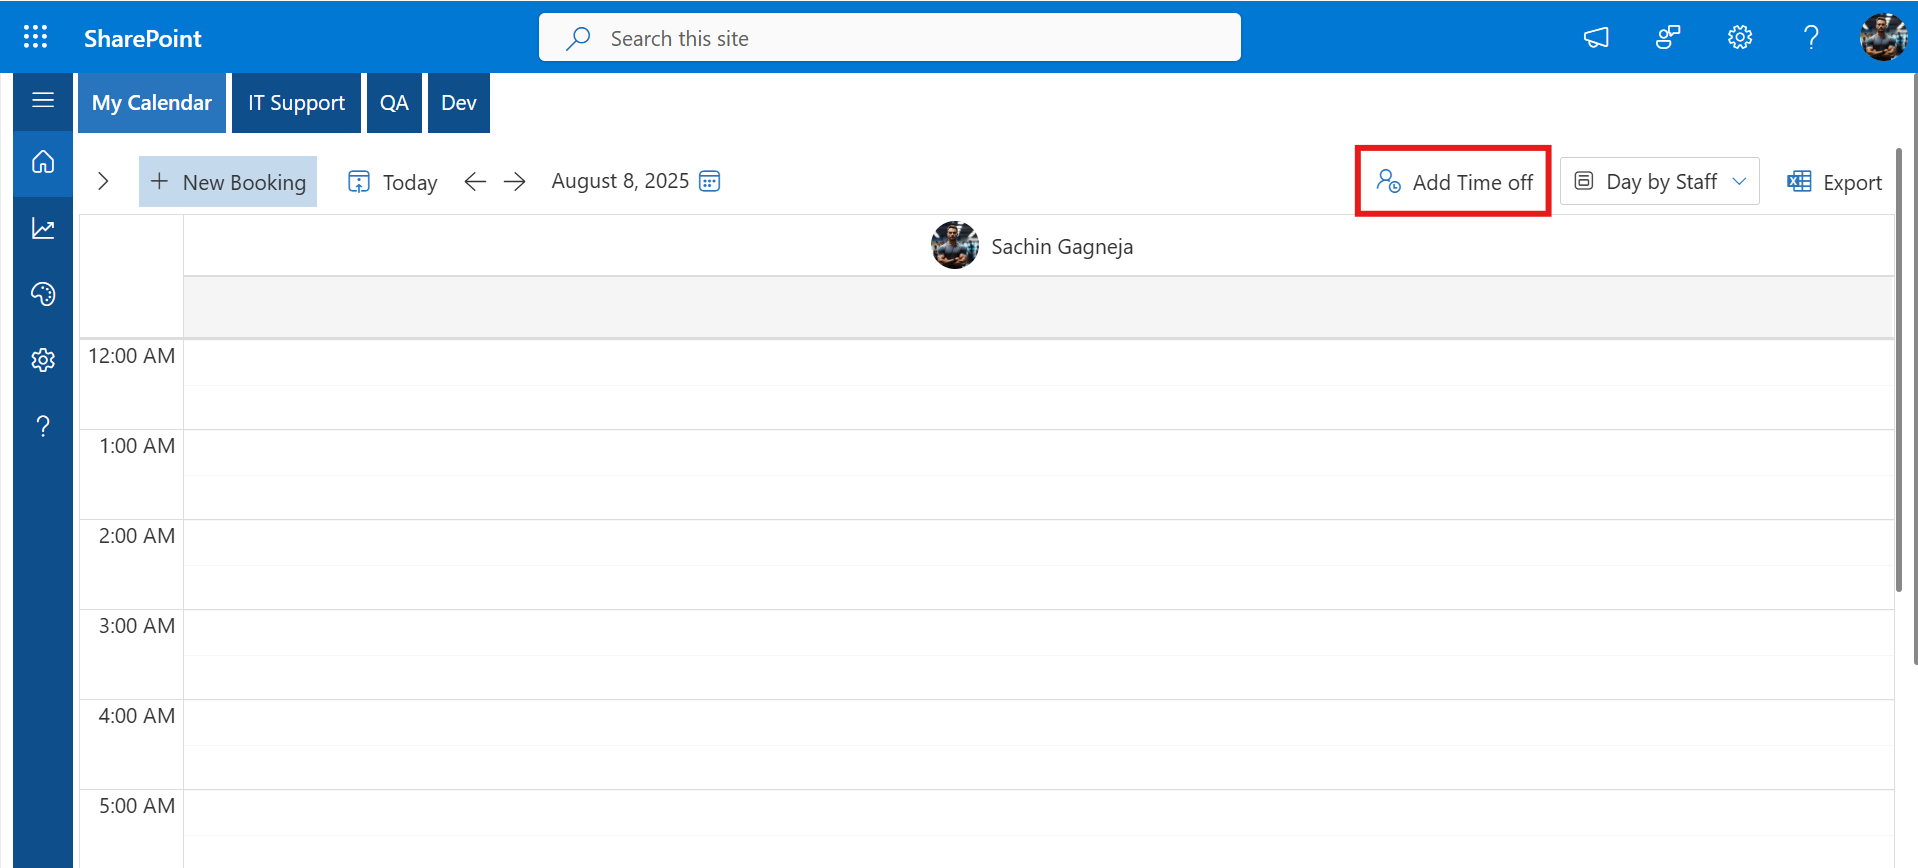 SharePoint
Search this site
My Calendar
IT Support
QA
Dev
New Booking
Today
August 8, 2025
Add Time off
Day by Staff
Export
Sachin Gagneja
12:00 AM
1:00 AM
2:00 AM
3:00 AM
4:00 AM
5:00 AM